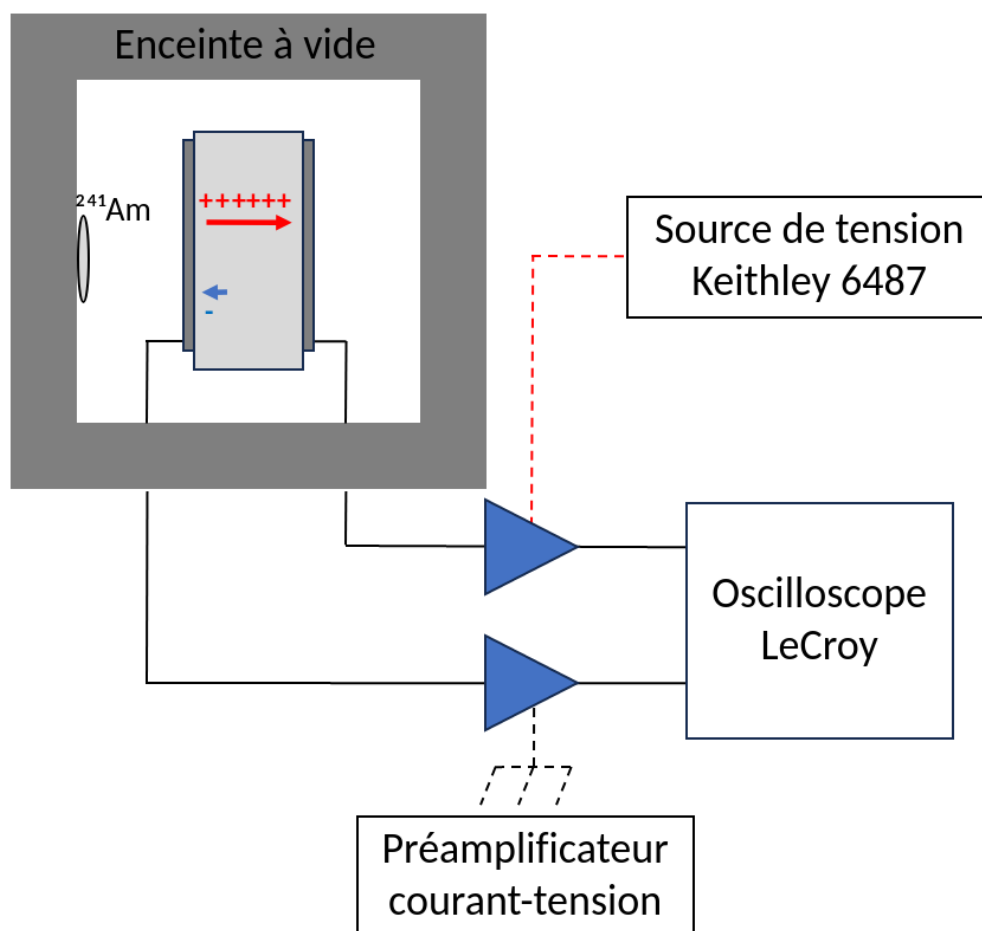 Enceinte à vide
²⁴¹Am
++++++
-
Source de tension
Keithley 6487
Oscilloscope
LeCroy
Préamplificateur
courant-tension